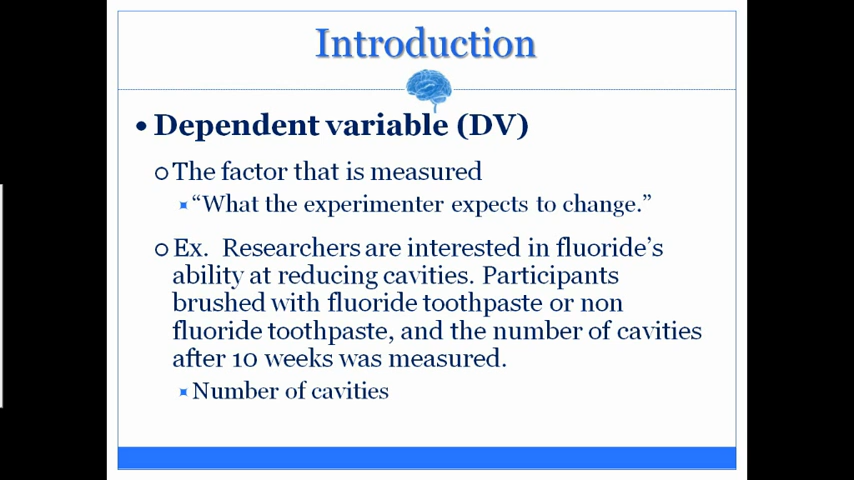 Introduction
• Dependent variable (DV)
The factor that is measured
“What the experimenter expects to change.”
Ex. Researchers are interested in fluoride’s
ability at reducing cavities. Participants
brushed with fluoride toothpaste or non
fluoride toothpaste, and the number of cavities
after 10 weeks was measured.
Number of cavities